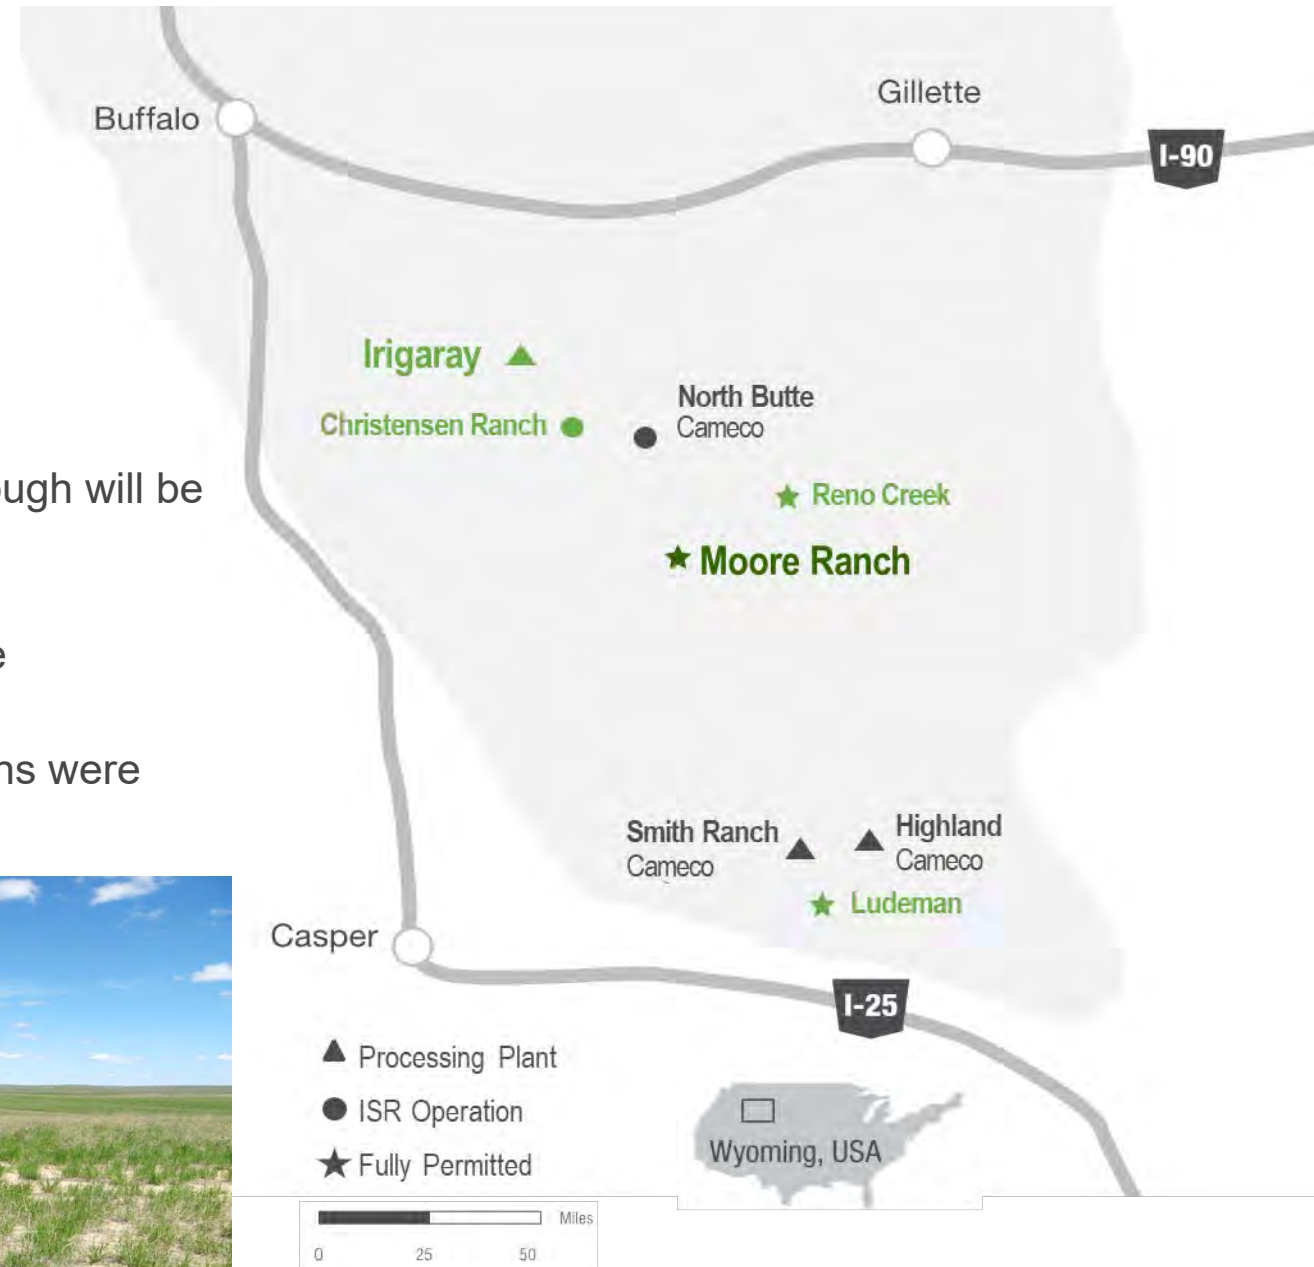 Gillette
Buffalo
I-90
Irigaray
North Butte
Cameco
Christensen Ranch
ough will be
Reno Creek
Moore Ranch
e
ns were
Smith Ranch
Cameco
Highland
Cameco
Ludeman
Casper
I-25
Processing Plant
ISR Operation
Fully Permitted
Wyoming, USA
Miles
0 25 50